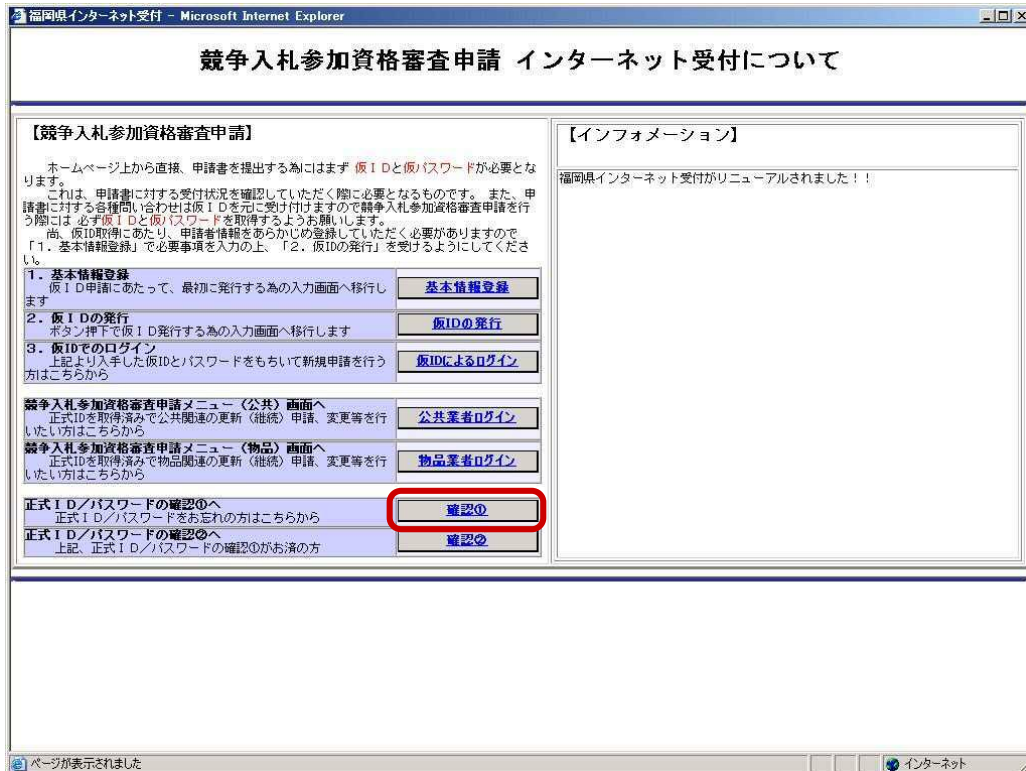 福岡県インターネット受付 - Microsoft Internet Explorer
競争入札参加資格審査申請 インターネット受付について
【競争入札参加資格審査申請】
ホームページ上から直接、申請書を提出する為にはまず 仮ＩＤと仮パスワードが必要とな
ります。
これは、申請書に対する受付状況を確認していただく際に必要となるものです。 また、申
請書に対する各種問い合わせは仮ＩＤを元に受け付けますので競争入札参加資格審査申請を行
う際には 必ず仮ＩＤと仮パスワードを取得するようお願いします。
尚、仮ID取得にあたり、申請者情報をあらかじめ登録していただく必要がありますので
「１．基本情報登録」で必要事項を入力の上、「２．仮IDの発行」を受けるようにしてくださ
い。
１．基本情報登録
仮ＩＤ申請にあたって、最初に発行する為の入力画面へ移行し
ます
基本情報登録
２．仮ＩＤの発行
ボタン押下で仮ＩＤ発行する為の入力画面へ移行します
仮IDの発行
３．仮IDでのログイン
上記より入手した仮IDとパスワードをもちいて新規申請を行う
方はこちらから
仮IDによるログイン
競争入札参加資格審査申請メニュー（公共）画面へ
正式IDを取得済みで公共関連の更新（継続）申請、変更等を行
いたい方はこちらから
公共業者ログイン
競争入札参加資格審査申請メニュー（物品）画面へ
正式IDを取得済みで物品関連の更新（継続）申請、変更等を行
いたい方はこちらから
物品業者ログイン
正式ＩＤ／パスワードの確認①へ
正式ＩＤ／パスワードをお忘れの方はこちらから
確認①
正式ＩＤ／パスワードの確認②へ
上記、正式ＩＤ／パスワードの確認①がお済の方
確認②
【インフォメーション】
福岡県インターネット受付がリニューアルされました！！
ページが表示されました
インターネット